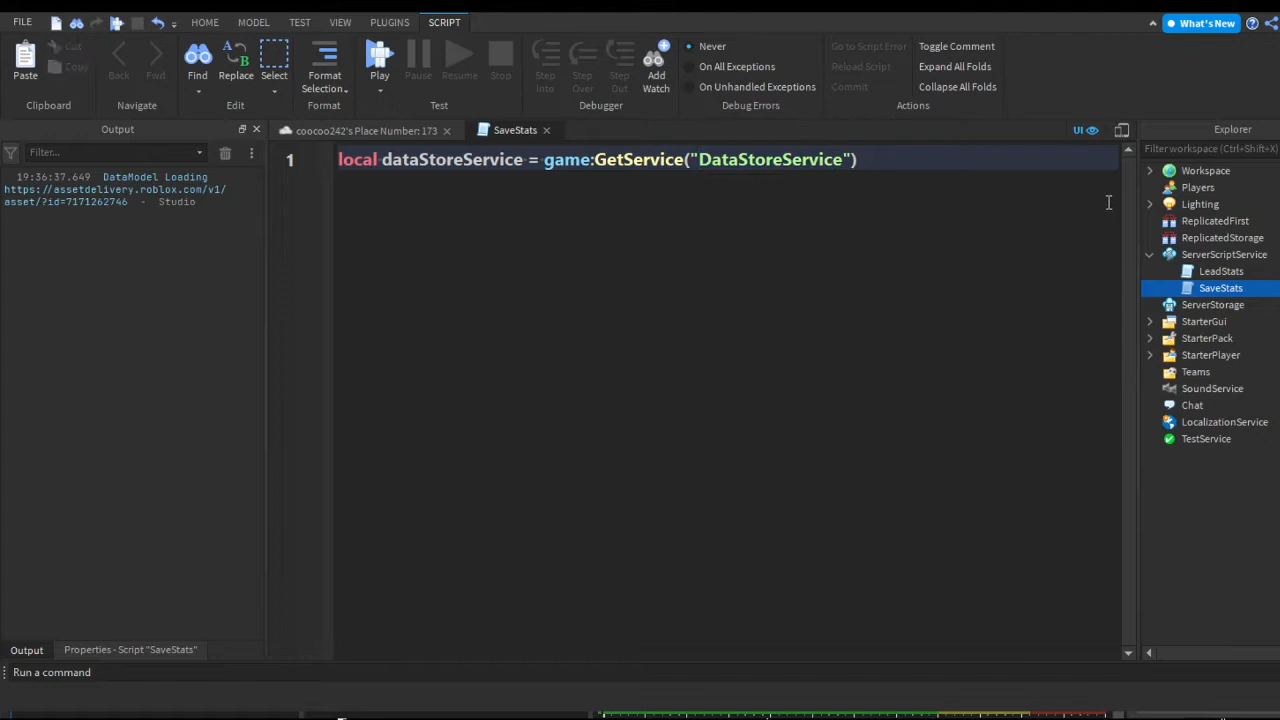 FILE HOME MODEL TEST VIEW PLUGINS SCRIPT What's New
Paste Cut Copy
Clipboard
Back Fwd
Navigate
Find Replace Select
Edit
Format Selection
Format
Play Pause Resume Stop
Test
Step Into Step Over Step Out Add Watch
Debugger
Never
On All Exceptions
On Unhandled Exceptions
Debug Errors
Go to Script Error
Reload Script
Commit
Toggle Comment
Expand All Folds
Collapse All Folds
Actions
Output
Filter...
19:36:37.649 DataModel Loading
https://assetdelivery.roblox.com/v1/
asset/?id=7171262746 - Studio
Output Properties - Script "SaveStats"
Run a command
coocoo242's Place Number: 173 SaveStats UI
1 local dataStoreService = game:GetService("DataStoreService")
Explorer
Filter workspace (Ctrl+Shift+X)
Workspace
Players
Lighting
ReplicatedFirst
ReplicatedStorage
ServerScriptService
LeadStats
SaveStats
ServerStorage
StarterGui
StarterPack
StarterPlayer
Teams
SoundService
Chat
LocalizationService
TestService